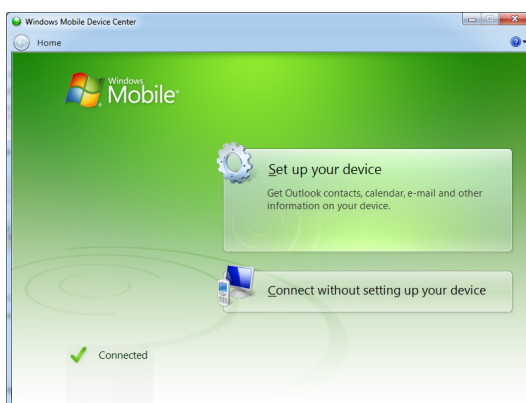 Windows Mobile Device Center
Home
Windows
Mobile
Set up your device
Get Outlook contacts, calendar, e-mail and other
information on your device.
Connect without setting up your device
Connected